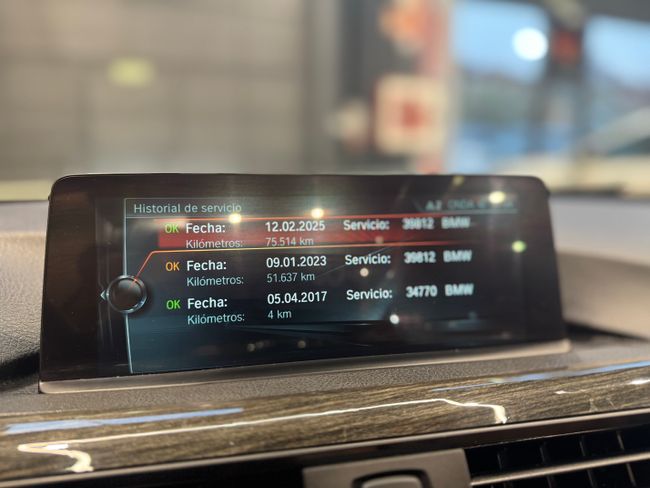 Historial de servicio
OK Fecha: 12.02.2025 Servicio: 39812 BMW
Kilómetros: 75.514 km
OK Fecha: 09.01.2023 Servicio: 39812 BMW
Kilómetros: 51.637 km
OK Fecha: 05.04.2017 Servicio: 34770 BMW
Kilómetros: 4 km